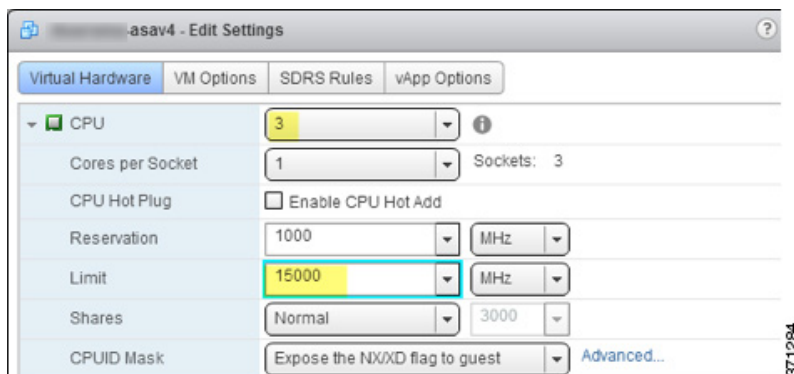 asav4 - Edit Settings ?
Virtual Hardware VM Options SDRS Rules vApp Options
CPU 3 i
Cores per Socket 1 Sockets: 3
CPU Hot Plug Enable CPU Hot Add
Reservation 1000 MHz
Limit 15000 MHz
Shares Normal 3000
CPUID Mask Expose the NX/XD flag to guest Advanced...
371284